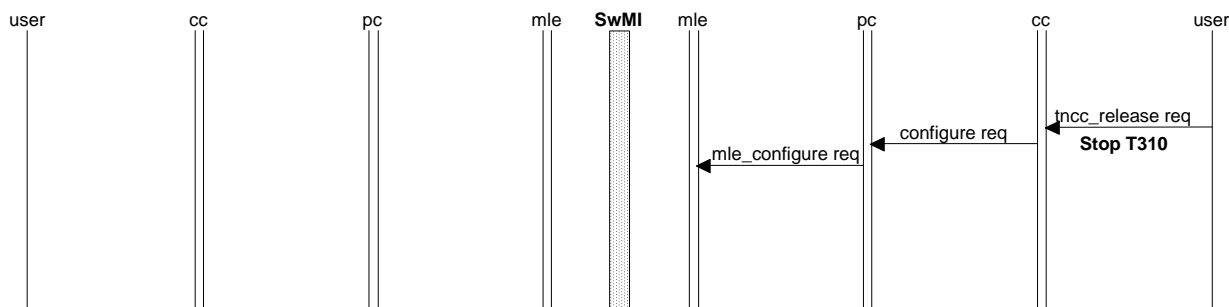 user cc pc mle SwMI mle pc cc user
tncc_release req
configure req
Stop T310
mle_configure req